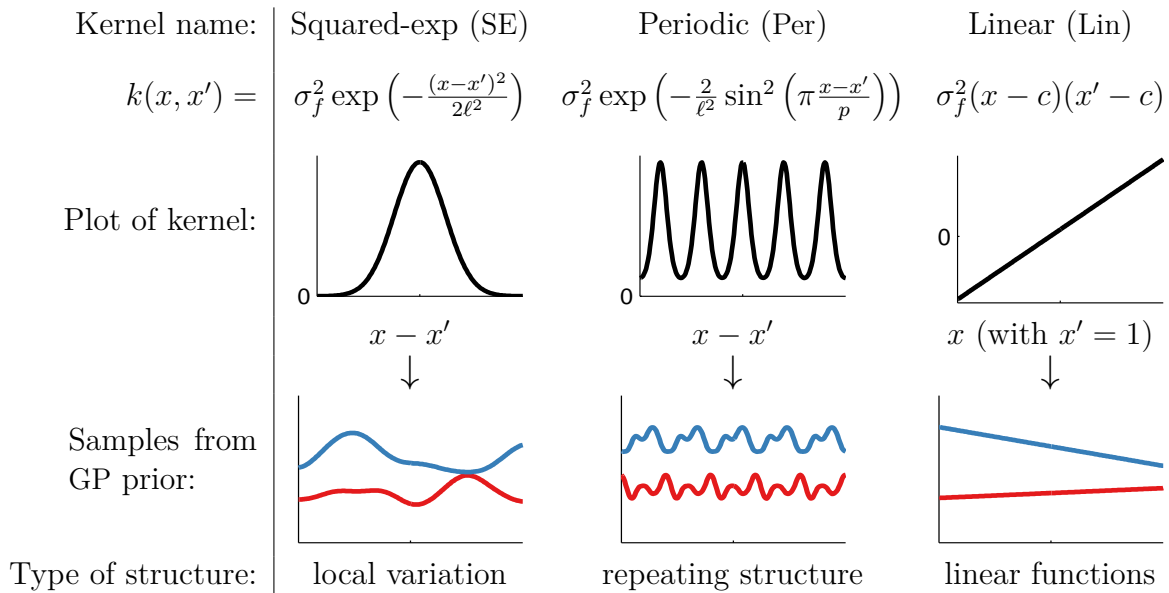 Kernel name: Squared-exp (SE) Periodic (Per) Linear (Lin)
k(x, x′) = σ_f^2 exp(−(x−x′)^2/2ℓ^2) σ_f^2 exp(−2/ℓ^2 sin^2(π (x−x′)/p)) σ_f^2(x − c)(x′ − c)
Plot of kernel:
0 0 0
x − x′ x − x′ x (with x′ = 1)
↓ ↓ ↓
Samples from
GP prior:
Type of structure: local variation repeating structure linear functions